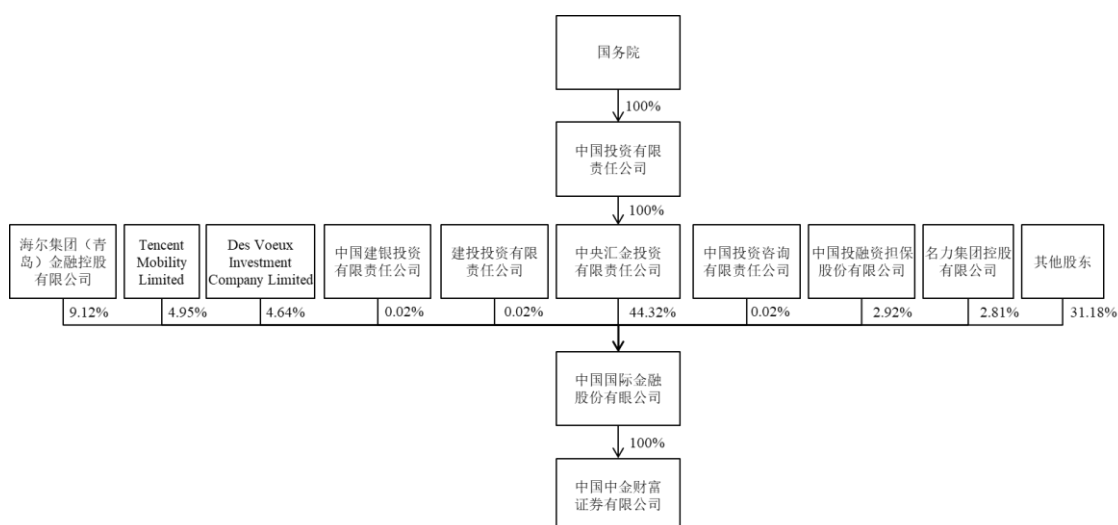 国务院
100%
中国投资有限
责任公司
100%
海尔集团（青
岛）金融控股
有限公司
Tencent
Mobility
Limited
Des Voeux
Investment
Company Limited
中国建银投资
有限责任公司
建投投资有限
责任公司
中央汇金投资
有限责任公司
中国投资咨询
有限责任公司
中国投融资担保
股份有限公司
名力集团控股
有限公司
其他股东
9.12%
4.95%
4.64%
0.02%
0.02%
44.32%
0.02%
2.92%
2.81%
31.18%
中国国际金融
股份有限公司
100%
中国中金财富
证券有限公司